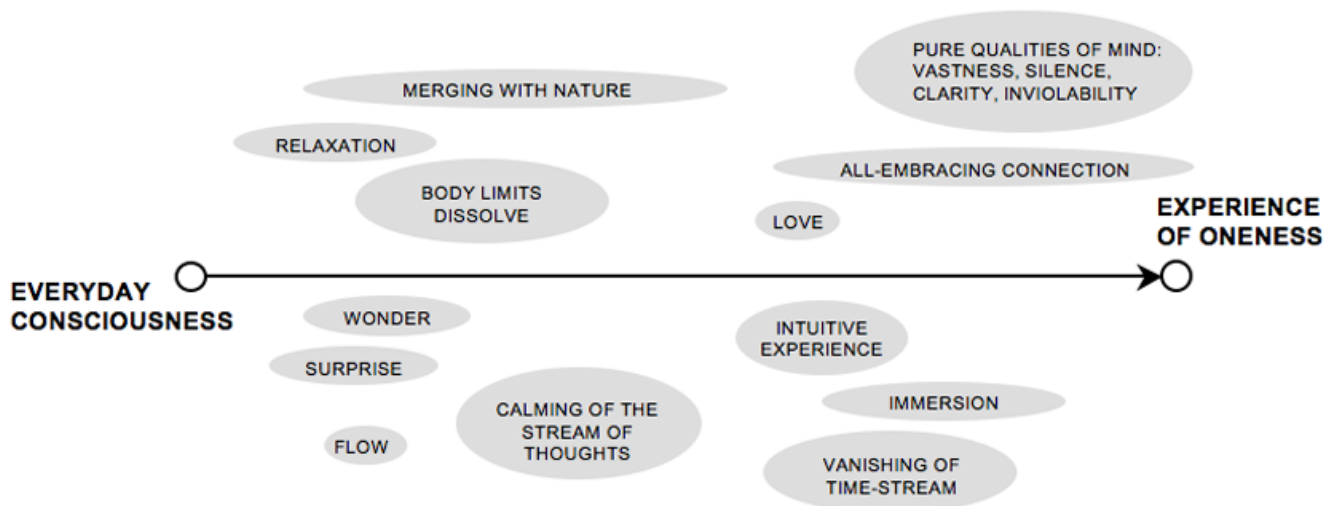 PURE QUALITIES OF MIND:
VASTNESS, SILENCE,
CLARITY, INVIOLABILITY
MERGING WITH NATURE
RELAXATION
ALL-EMBRACING CONNECTION
BODY LIMITS
DISSOLVE
LOVE
EXPERIENCE
OF ONENESS
EVERYDAY
CONSCIOUSNESS
WONDER
INTUITIVE
EXPERIENCE
SURPRISE
IMMERSION
CALMING OF THE
STREAM OF
THOUGHTS
FLOW
VANISHING OF
TIME-STREAM